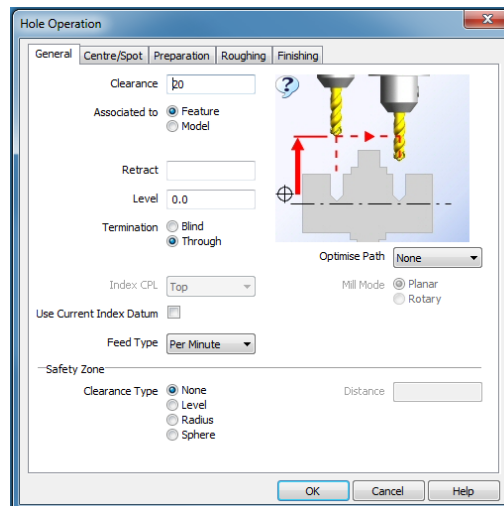 Hole Operation
General Centre/Spot Preparation Roughing Finishing
Clearance 20
?
Associated to Feature
Model
Retract
Level 0.0
Termination Blind
Through
Optimise Path None
Index CPL Top
Mill Mode Planar
Rotary
Use Current Index Datum
Feed Type Per Minute
Safety Zone
Clearance Type None
Distance
Level
Radius
Sphere
OK Cancel Help